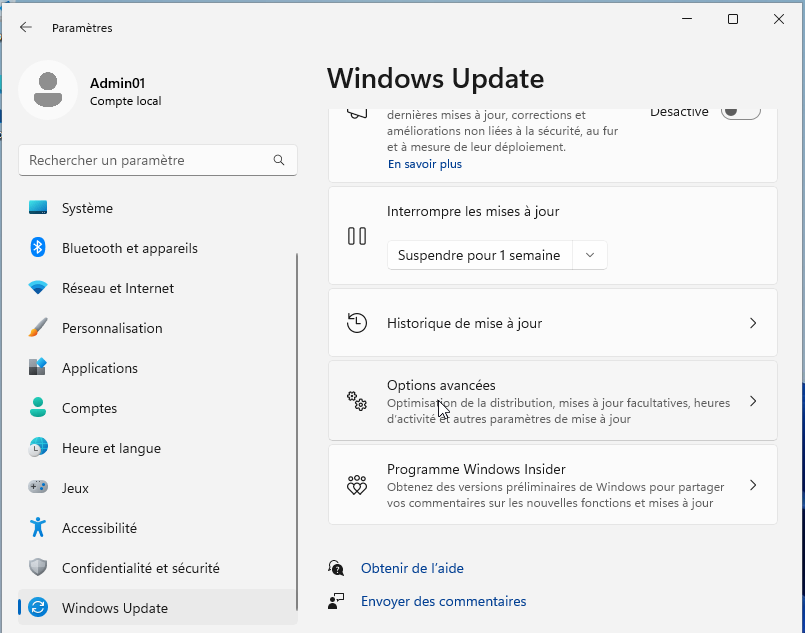 Paramètres
Admin01
Compte local
Rechercher un paramètre
Système
Bluetooth et appareils
Réseau et Internet
Personnalisation
Applications
Comptes
Heure et langue
Jeux
Accessibilité
Confidentialité et sécurité
Windows Update
Windows Update
dernières mises à jour, corrections et
améliorations non liées à la sécurité, au fur
et à mesure de leur déploiement.
En savoir plus
Désactivé
Interrompre les mises à jour
Suspendre pour 1 semaine
Historique de mise à jour
Options avancées
Optimisation de la distribution, mises à jour facultatives, heures
d'activité et autres paramètres de mise à jour
Programme Windows Insider
Obtenez des versions préliminaires de Windows pour partager
vos commentaires sur les nouvelles fonctions et mises à jour
Obtenir de l'aide
Envoyer des commentaires